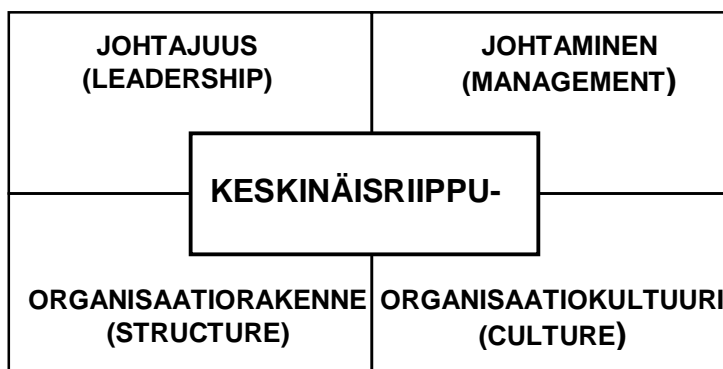 JOHTAJUUS
(LEADERSHIP)
JOHTAMINEN
(MANAGEMENT)
KESKINÄISRIIPPU-
ORGANISAATIORAKENNE
(STRUCTURE)
ORGANISAATIOKULTUURI
(CULTURE)